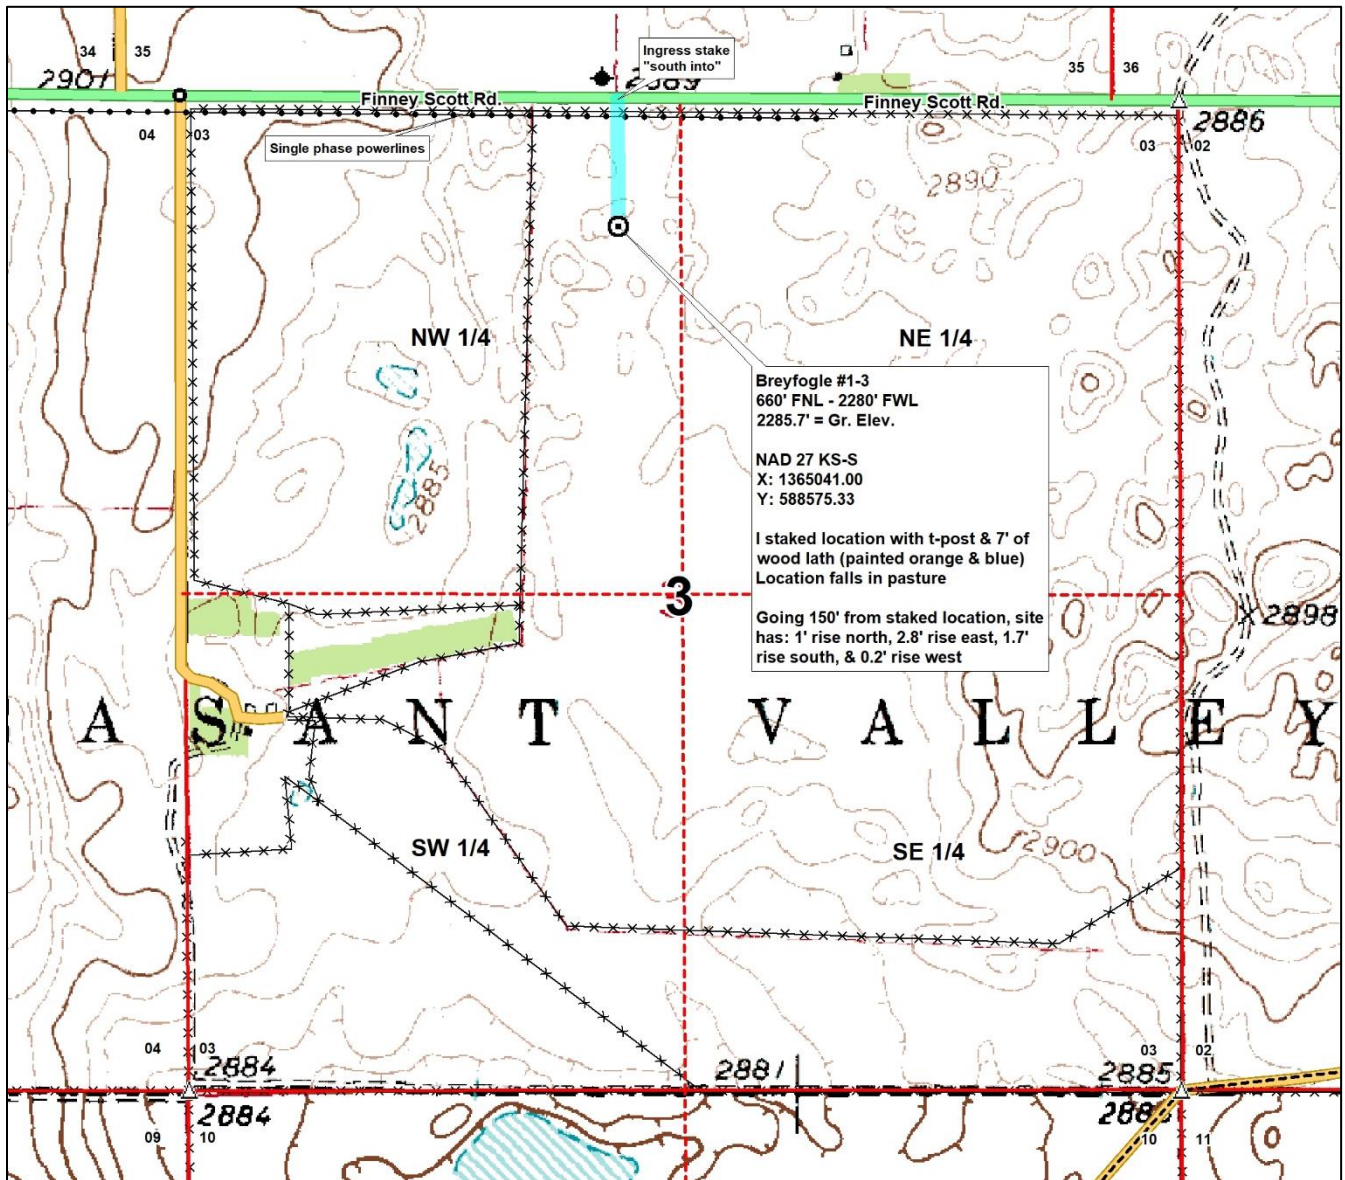 34 35
2901
Ingress stake
"south into"
2889
35 36
Finney Scott Rd.
Finney Scott Rd.
04 03
Single phase powerlines
2886
03 02
2890
NW 1/4
NE 1/4
Breyfogle #1-3
660' FNL - 2280' FWL
2285.7' = Gr. Elev.
NAD 27 KS-S
X: 1365041.00
Y: 588575.33
I staked location with t-post & 7' of
wood lath (painted orange & blue)
Location falls in pasture
Going 150' from staked location, site
has: 1' rise north, 2.8' rise east, 1.7'
rise south, & 0.2' rise west
2885
3
2898
A S A N T V A L L E Y
SW 1/4
SE 1/4
2900
04 03
2884
2881
03 02
2885
2884
09 10
10 11